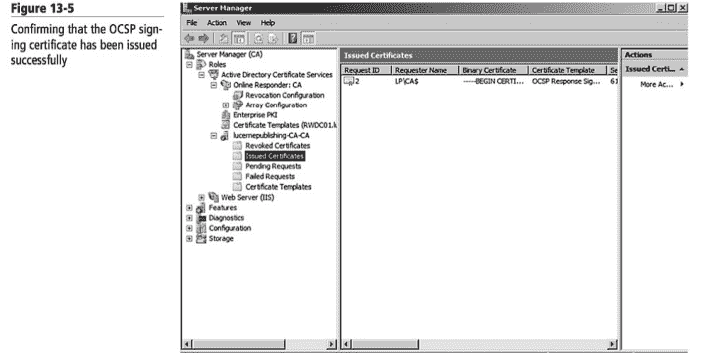 Figure 13-5
Confirming that the OCSP sign-
ing certificate has been issued
successfully
Server Manager
File Action View Help
Server Manager (CA)
Roles
Active Directory Certificate Services
Online Responder: CA
Revocation Configuration
Array Configuration
Enterprise PKI
Certificate Templates (RWDC01.l
lucernepublishing-CA-CA
Revoked Certificates
Issued Certificates
Pending Requests
Failed Requests
Certificate Templates
Web Server (IIS)
Features
Diagnostics
Configuration
Storage
Issued Certificates
Request ID Requester Name Binary Certificate Certificate Template Se
2 LP\CA$ -----BEGIN CERTI... OCSP Response Sig... 61
Actions
Issued Certi...
More Ac...